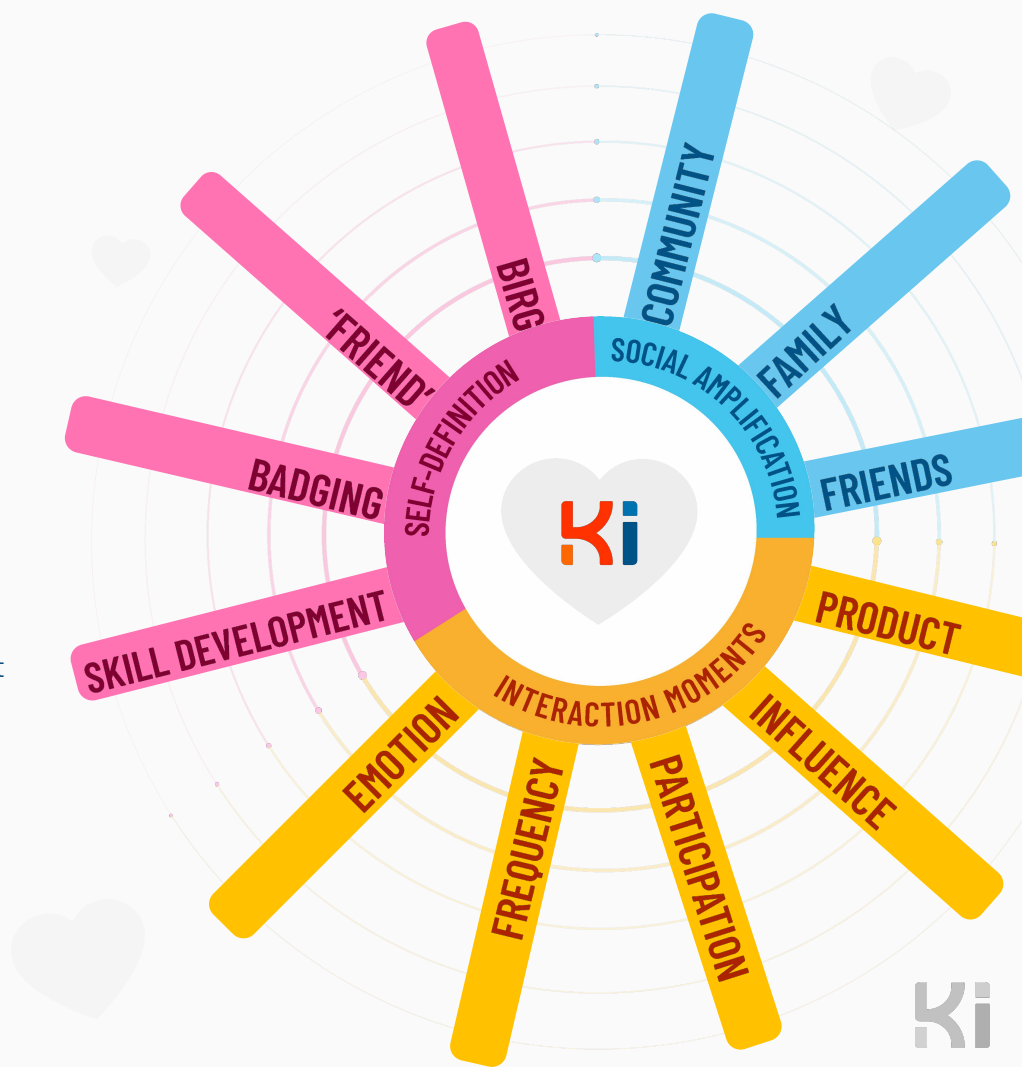 BIRG
COMMUNITY
'FRIEND'
FAMILY
SELF-DEFINITION
SOCIAL AMPLIFICATION
BADGING
FRIENDS
Ki
SKILL DEVELOPMENT
PRODUCT
INTERACTION MOMENTS
EMOTION
INFLUENCE
FREQUENCY
PARTICIPATION
Ki